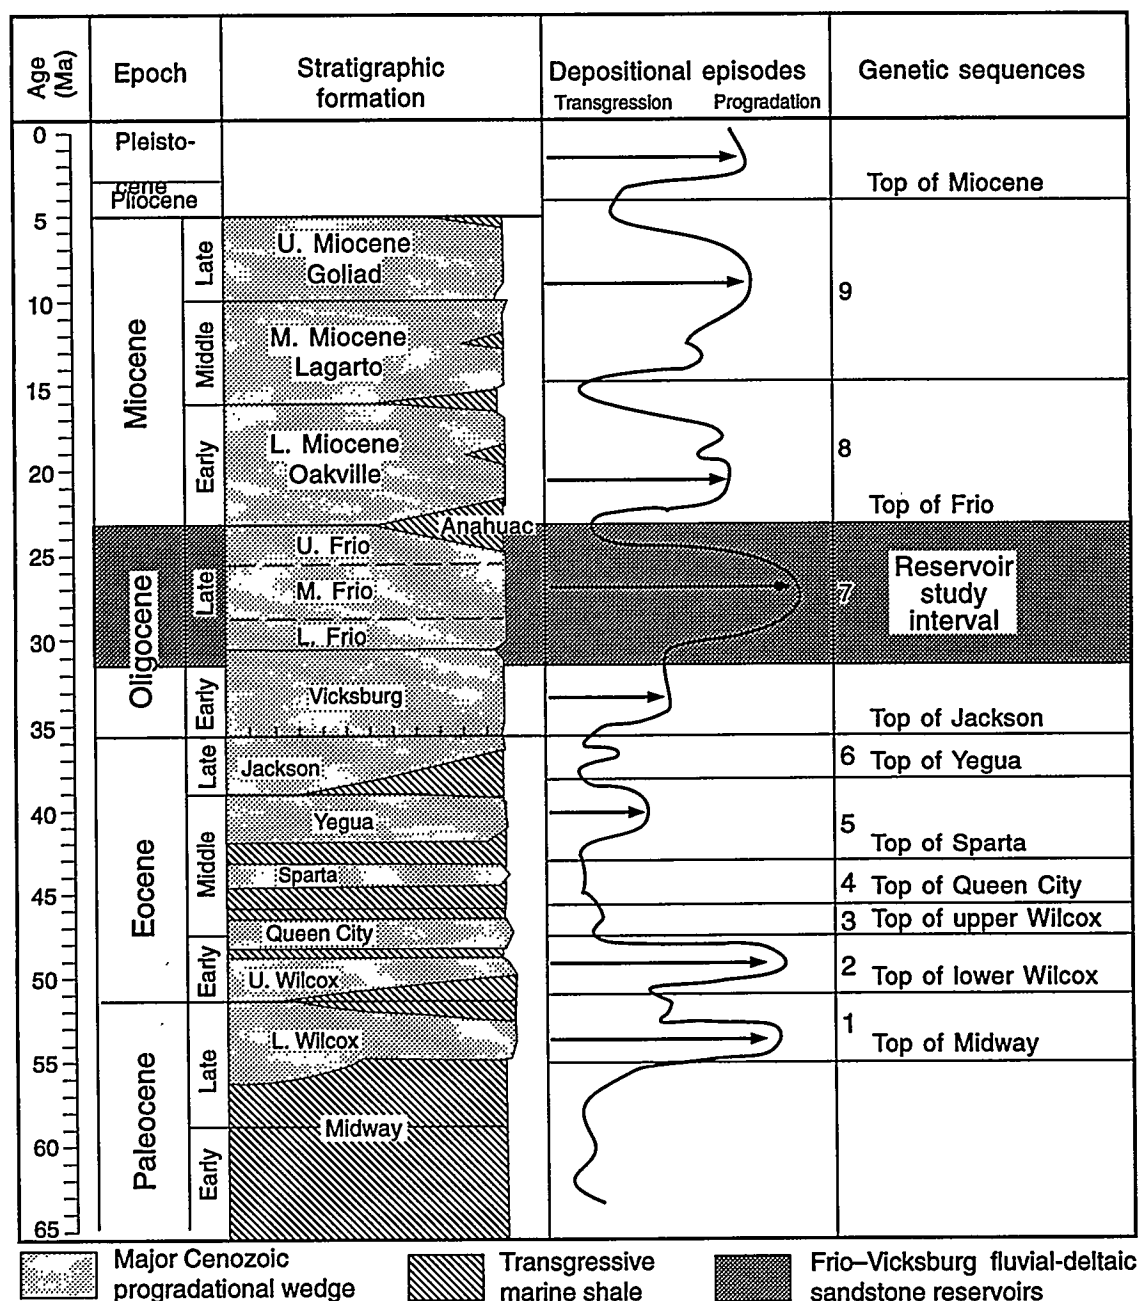 Age
(Ma)
Epoch
Stratigraphic
formation
Depositional episodes
Transgression
Progradation
Genetic sequences
0
5
10
15
20
25
30
35
40
45
50
55
60
65
Pleisto-
cene
Pliocene
Miocene
Late
Middle
Early
Oligocene
Late
Early
Eocene
Late
Middle
Early
Paleocene
Late
Early
U. Miocene
Goliad
M. Miocene
Lagarto
L. Miocene
Oakville
Anahuac
U. Frio
M. Frio
L. Frio
Vicksburg
Jackson
Yegua
Sparta
Queen City
U. Wilcox
L. Wilcox
Midway
Top of Miocene
9
8
Top of Frio
7
Reservoir
study
interval
Top of Jackson
6 Top of Yegua
5
Top of Sparta
4 Top of Queen City
3 Top of upper Wilcox
2
Top of lower Wilcox
1
Top of Midway
Major Cenozoic
progradational wedge
Transgressive
marine shale
Frio–Vicksburg fluvial-deltaic
sandstone reservoirs